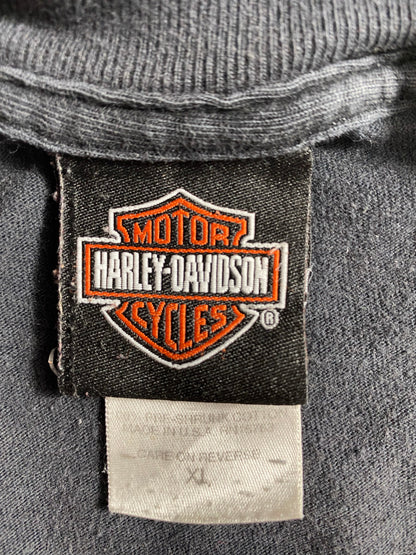 MOTOR
HARLEY-DAVIDSON
CYCLES
®
PRE-SHRUNK COTTON
MADE IN U.S.A.
CARE ON REVERSE
XL